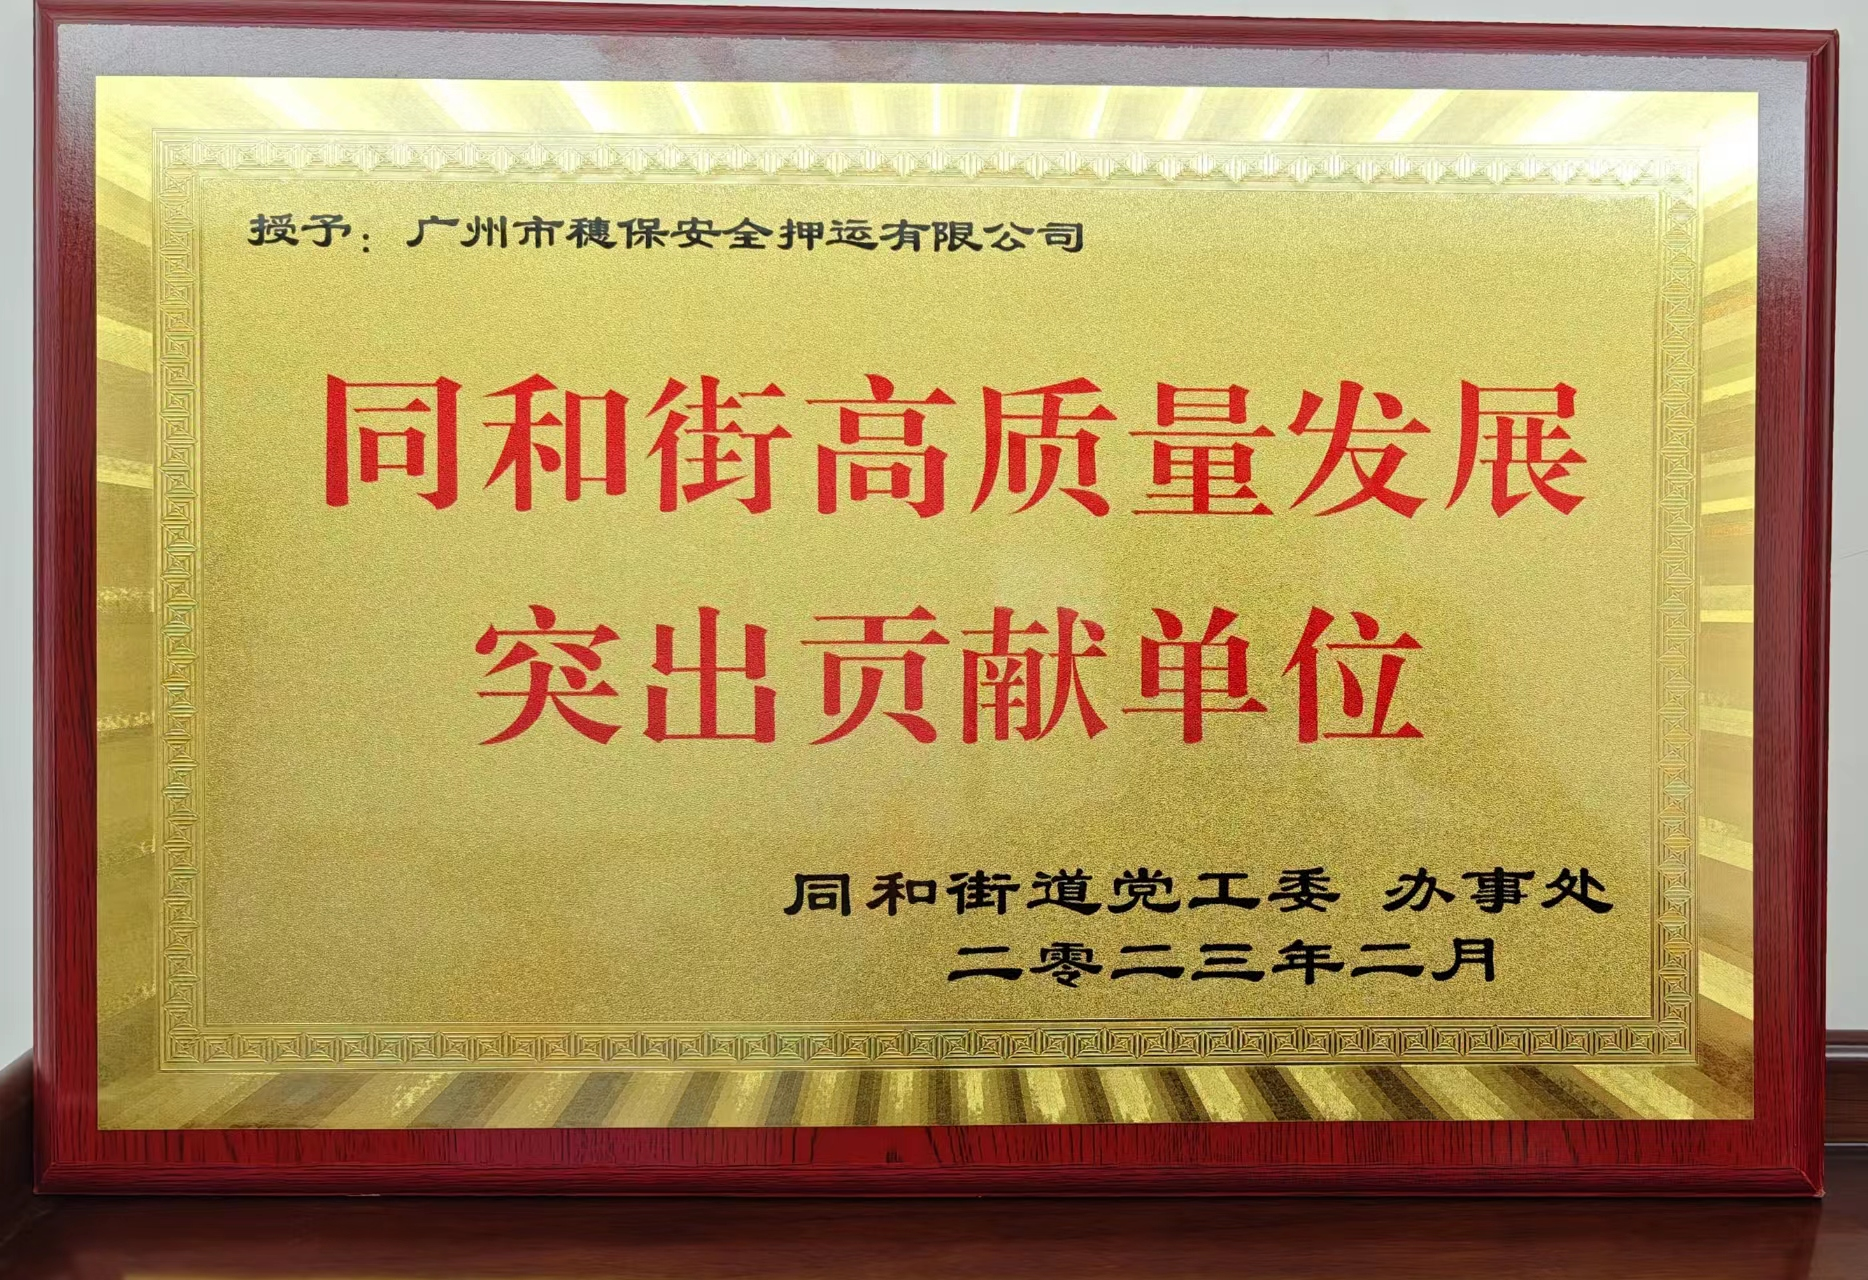 授予：广州市穗保安全押运有限公司
同和街高质量发展
突出贡献单位
同和街道党工委 办事处
二零二三年二月